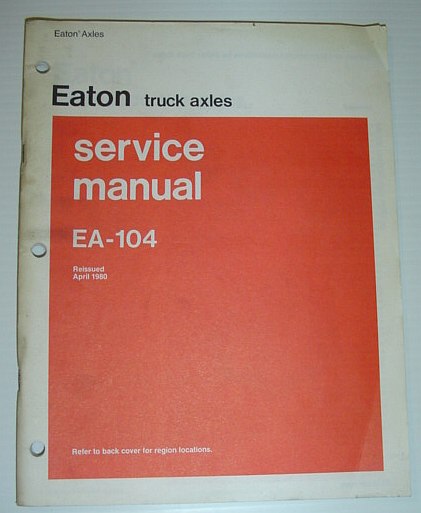 Eaton® Axles
Eaton truck axles
service
manual
EA-104
Reissued
April 1980
Refer to back cover for region locations.